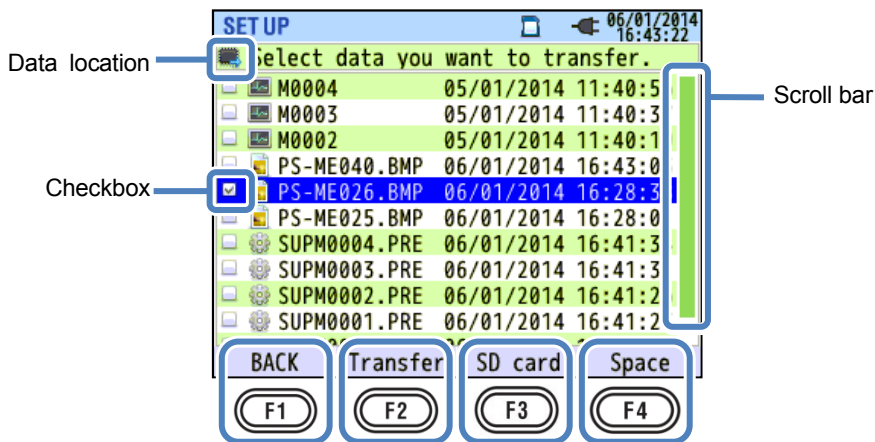 SET UP
06/01/2014
16:43:22
Data location
Select data you want to transfer.
M0004 05/01/2014 11:40:5
M0003 05/01/2014 11:40:3
Scroll bar
M0002 05/01/2014 11:40:1
PS-ME040.BMP 06/01/2014 16:43:0
Checkbox
PS-ME026.BMP 06/01/2014 16:28:3
PS-ME025.BMP 06/01/2014 16:28:0
SUPM0004.PRE 06/01/2014 16:41:3
SUPM0003.PRE 06/01/2014 16:41:3
SUPM0002.PRE 06/01/2014 16:41:2
SUPM0001.PRE 06/01/2014 16:41:2
BACK Transfer SD card Space
F1 F2 F3 F4